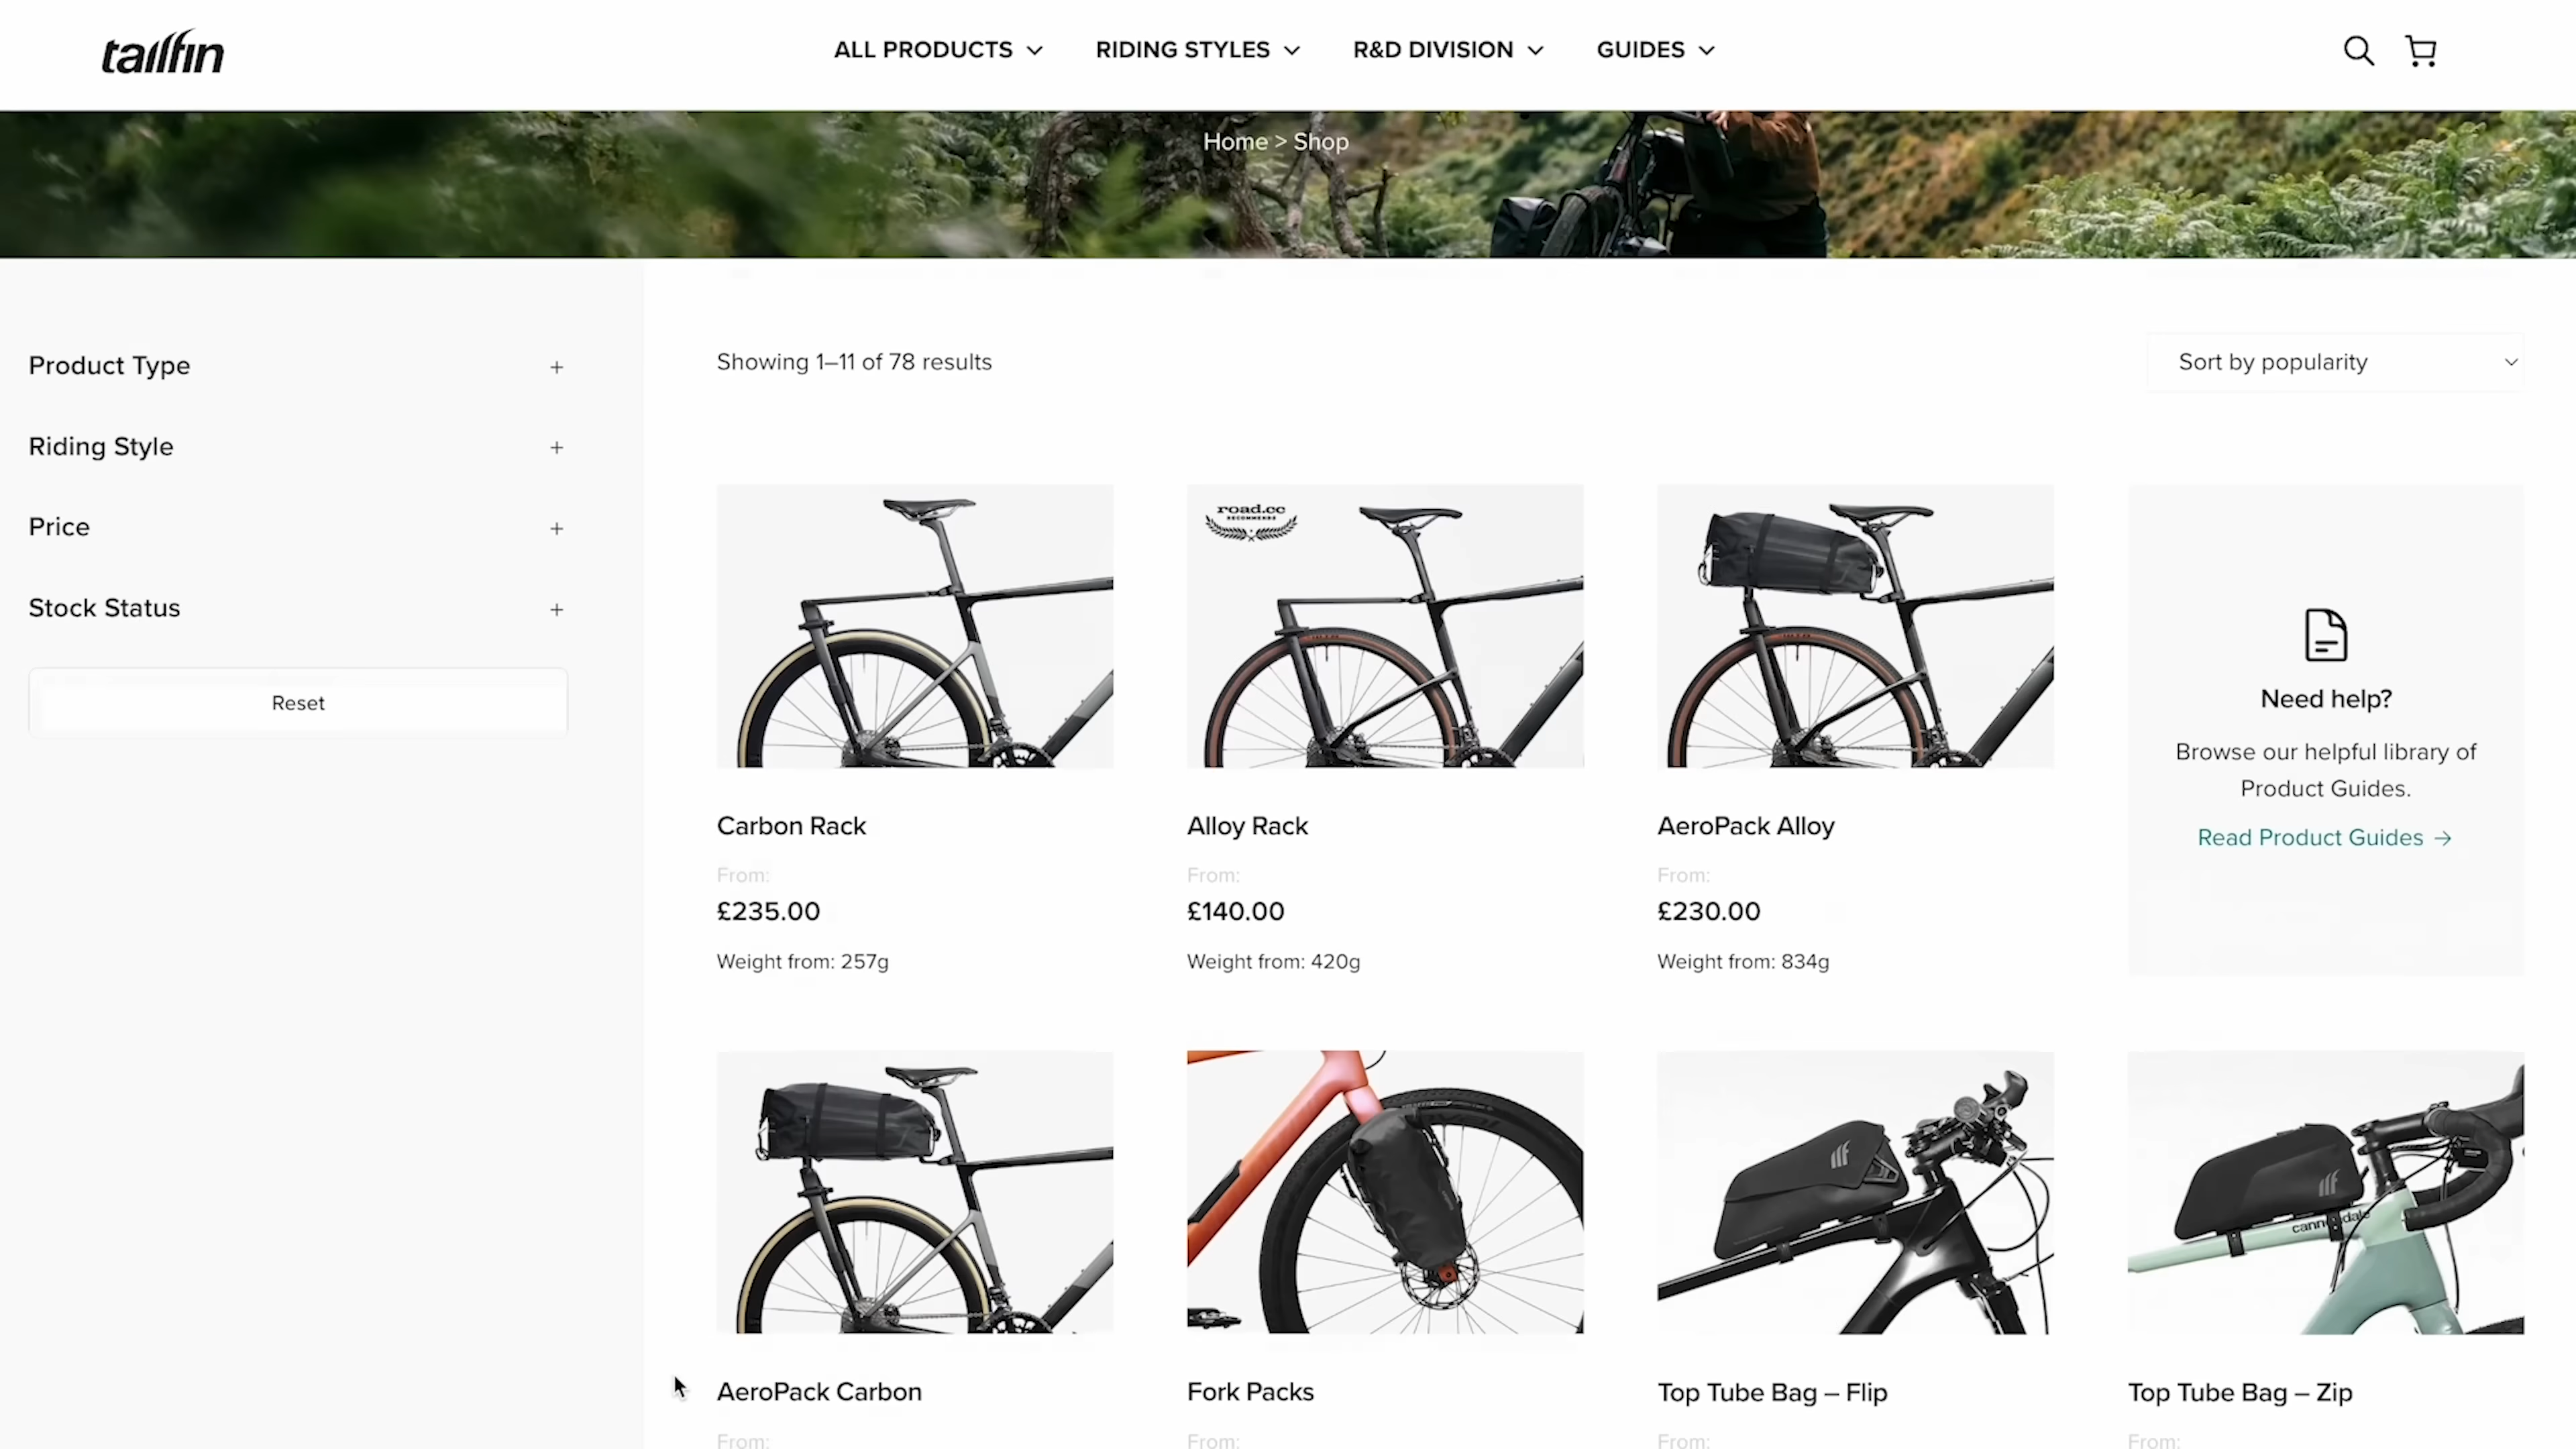 tailfin
ALL PRODUCTS
RIDING STYLES
R&D DIVISION
GUIDES
Home > Shop
Product Type
Riding Style
Price
Stock Status
Reset
Showing 1–11 of 78 results
Sort by popularity
road.cc
RECOMMENDS
Carbon Rack
From:
£235.00
Weight from: 257g
Alloy Rack
From:
£140.00
Weight from: 420g
AeroPack Alloy
From:
£230.00
Weight from: 834g
Need help?
Browse our helpful library of
Product Guides.
Read Product Guides →
cannondale
AeroPack Carbon
From:
Fork Packs
From:
Top Tube Bag – Flip
From:
Top Tube Bag – Zip
From: